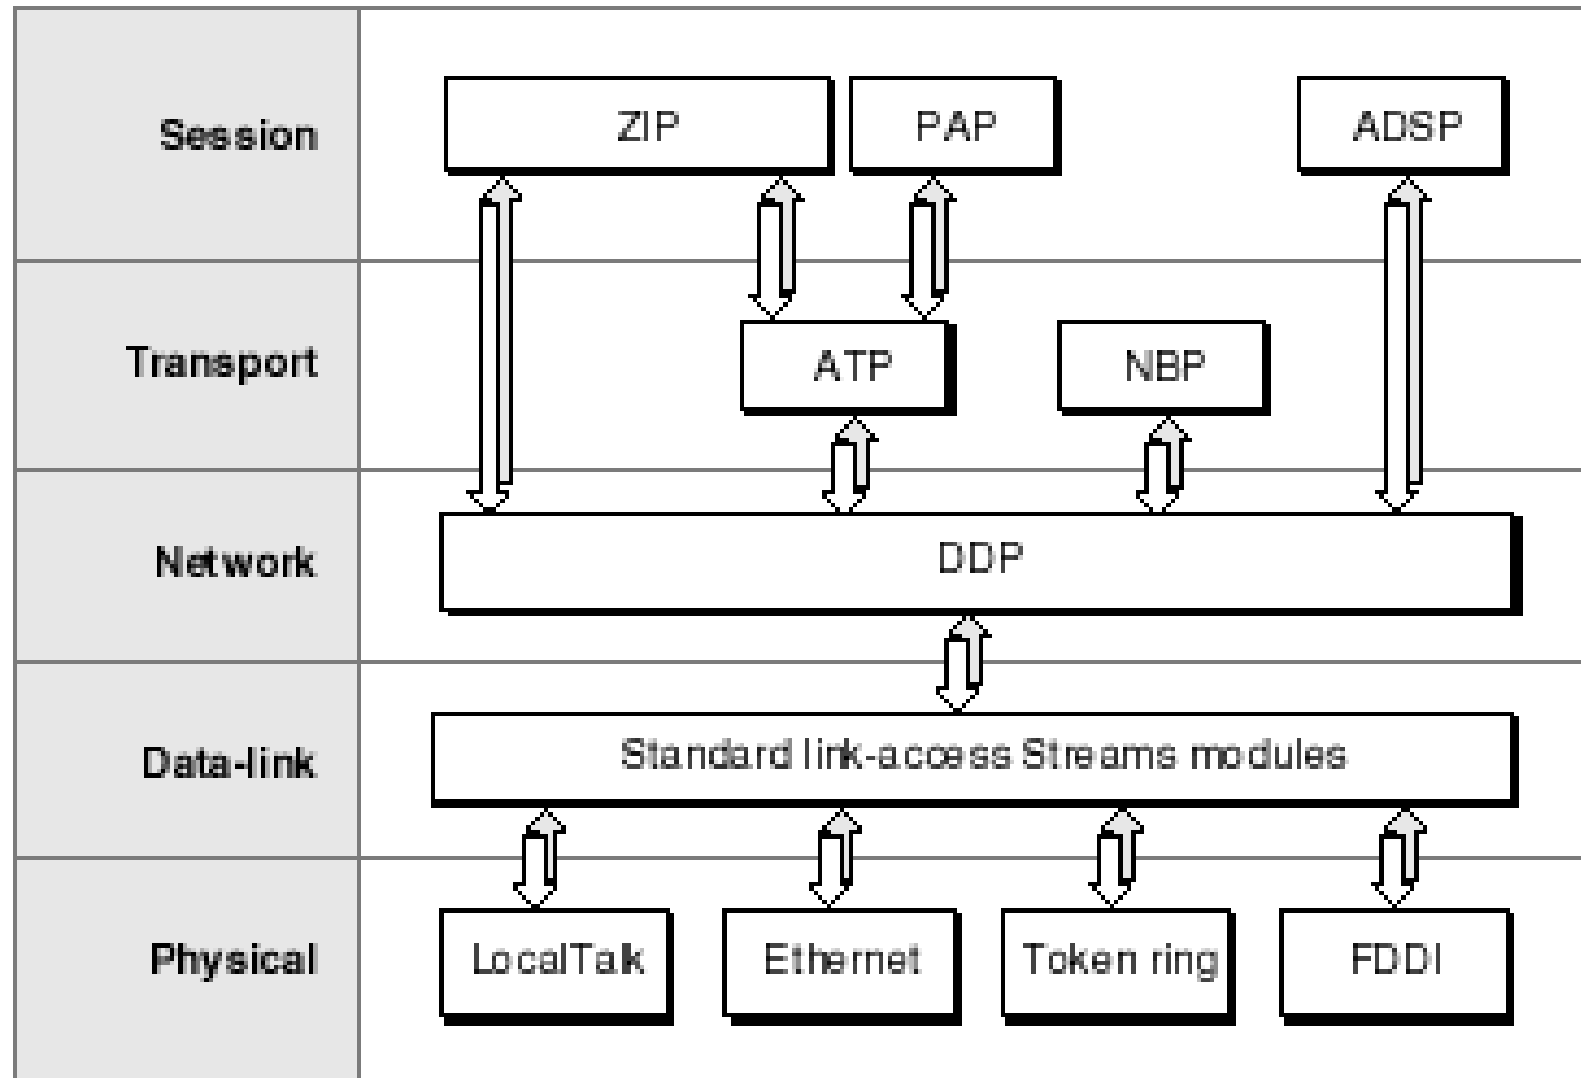 Session
ZIP
PAP
ADSP
Transport
ATP
NBP
Network
DDP
Data-link
Standard link-access Streams modules
Physical
LocalTalk
Ethernet
Token ring
FDDI